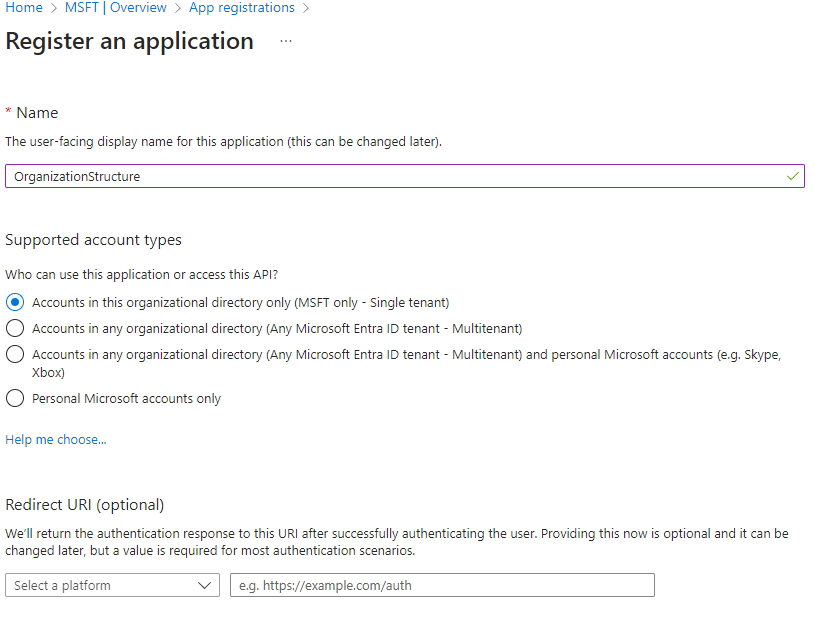 Home > MSFT | Overview > App registrations >
Register an application ...
* Name
The user-facing display name for this application (this can be changed later).
OrganizationStructure
Supported account types
Who can use this application or access this API?
Accounts in this organizational directory only (MSFT only - Single tenant)
Accounts in any organizational directory (Any Microsoft Entra ID tenant - Multitenant)
Accounts in any organizational directory (Any Microsoft Entra ID tenant - Multitenant) and personal Microsoft accounts (e.g. Skype,
Xbox)
Personal Microsoft accounts only
Help me choose...
Redirect URI (optional)
We'll return the authentication response to this URI after successfully authenticating the user. Providing this now is optional and it can be
changed later, but a value is required for most authentication scenarios.
Select a platform e.g. https://example.com/auth